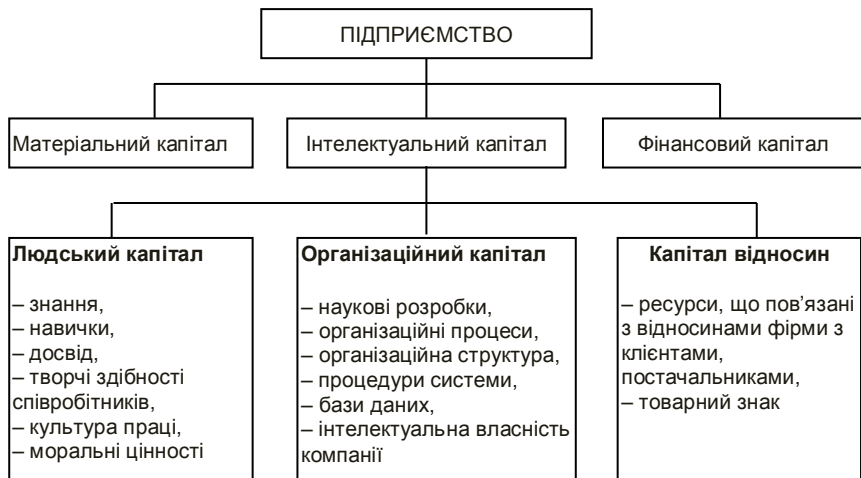 ПІДПРИЄМСТВО
Матеріальний капітал
Інтелектуальний капітал
Фінансовий капітал
Людський капітал
– знання,
– навички,
– досвід,
– творчі здібності
співробітників,
– культура праці,
– моральні цінності
Організаційний капітал
– наукові розробки,
– організаційні процеси,
– організаційна структура,
– процедури системи,
– бази даних,
– інтелектуальна власність
компанії
Капітал відносин
– ресурси, що пов’язані
з відносинами фірми з
клієнтами,
постачальниками,
– товарний знак